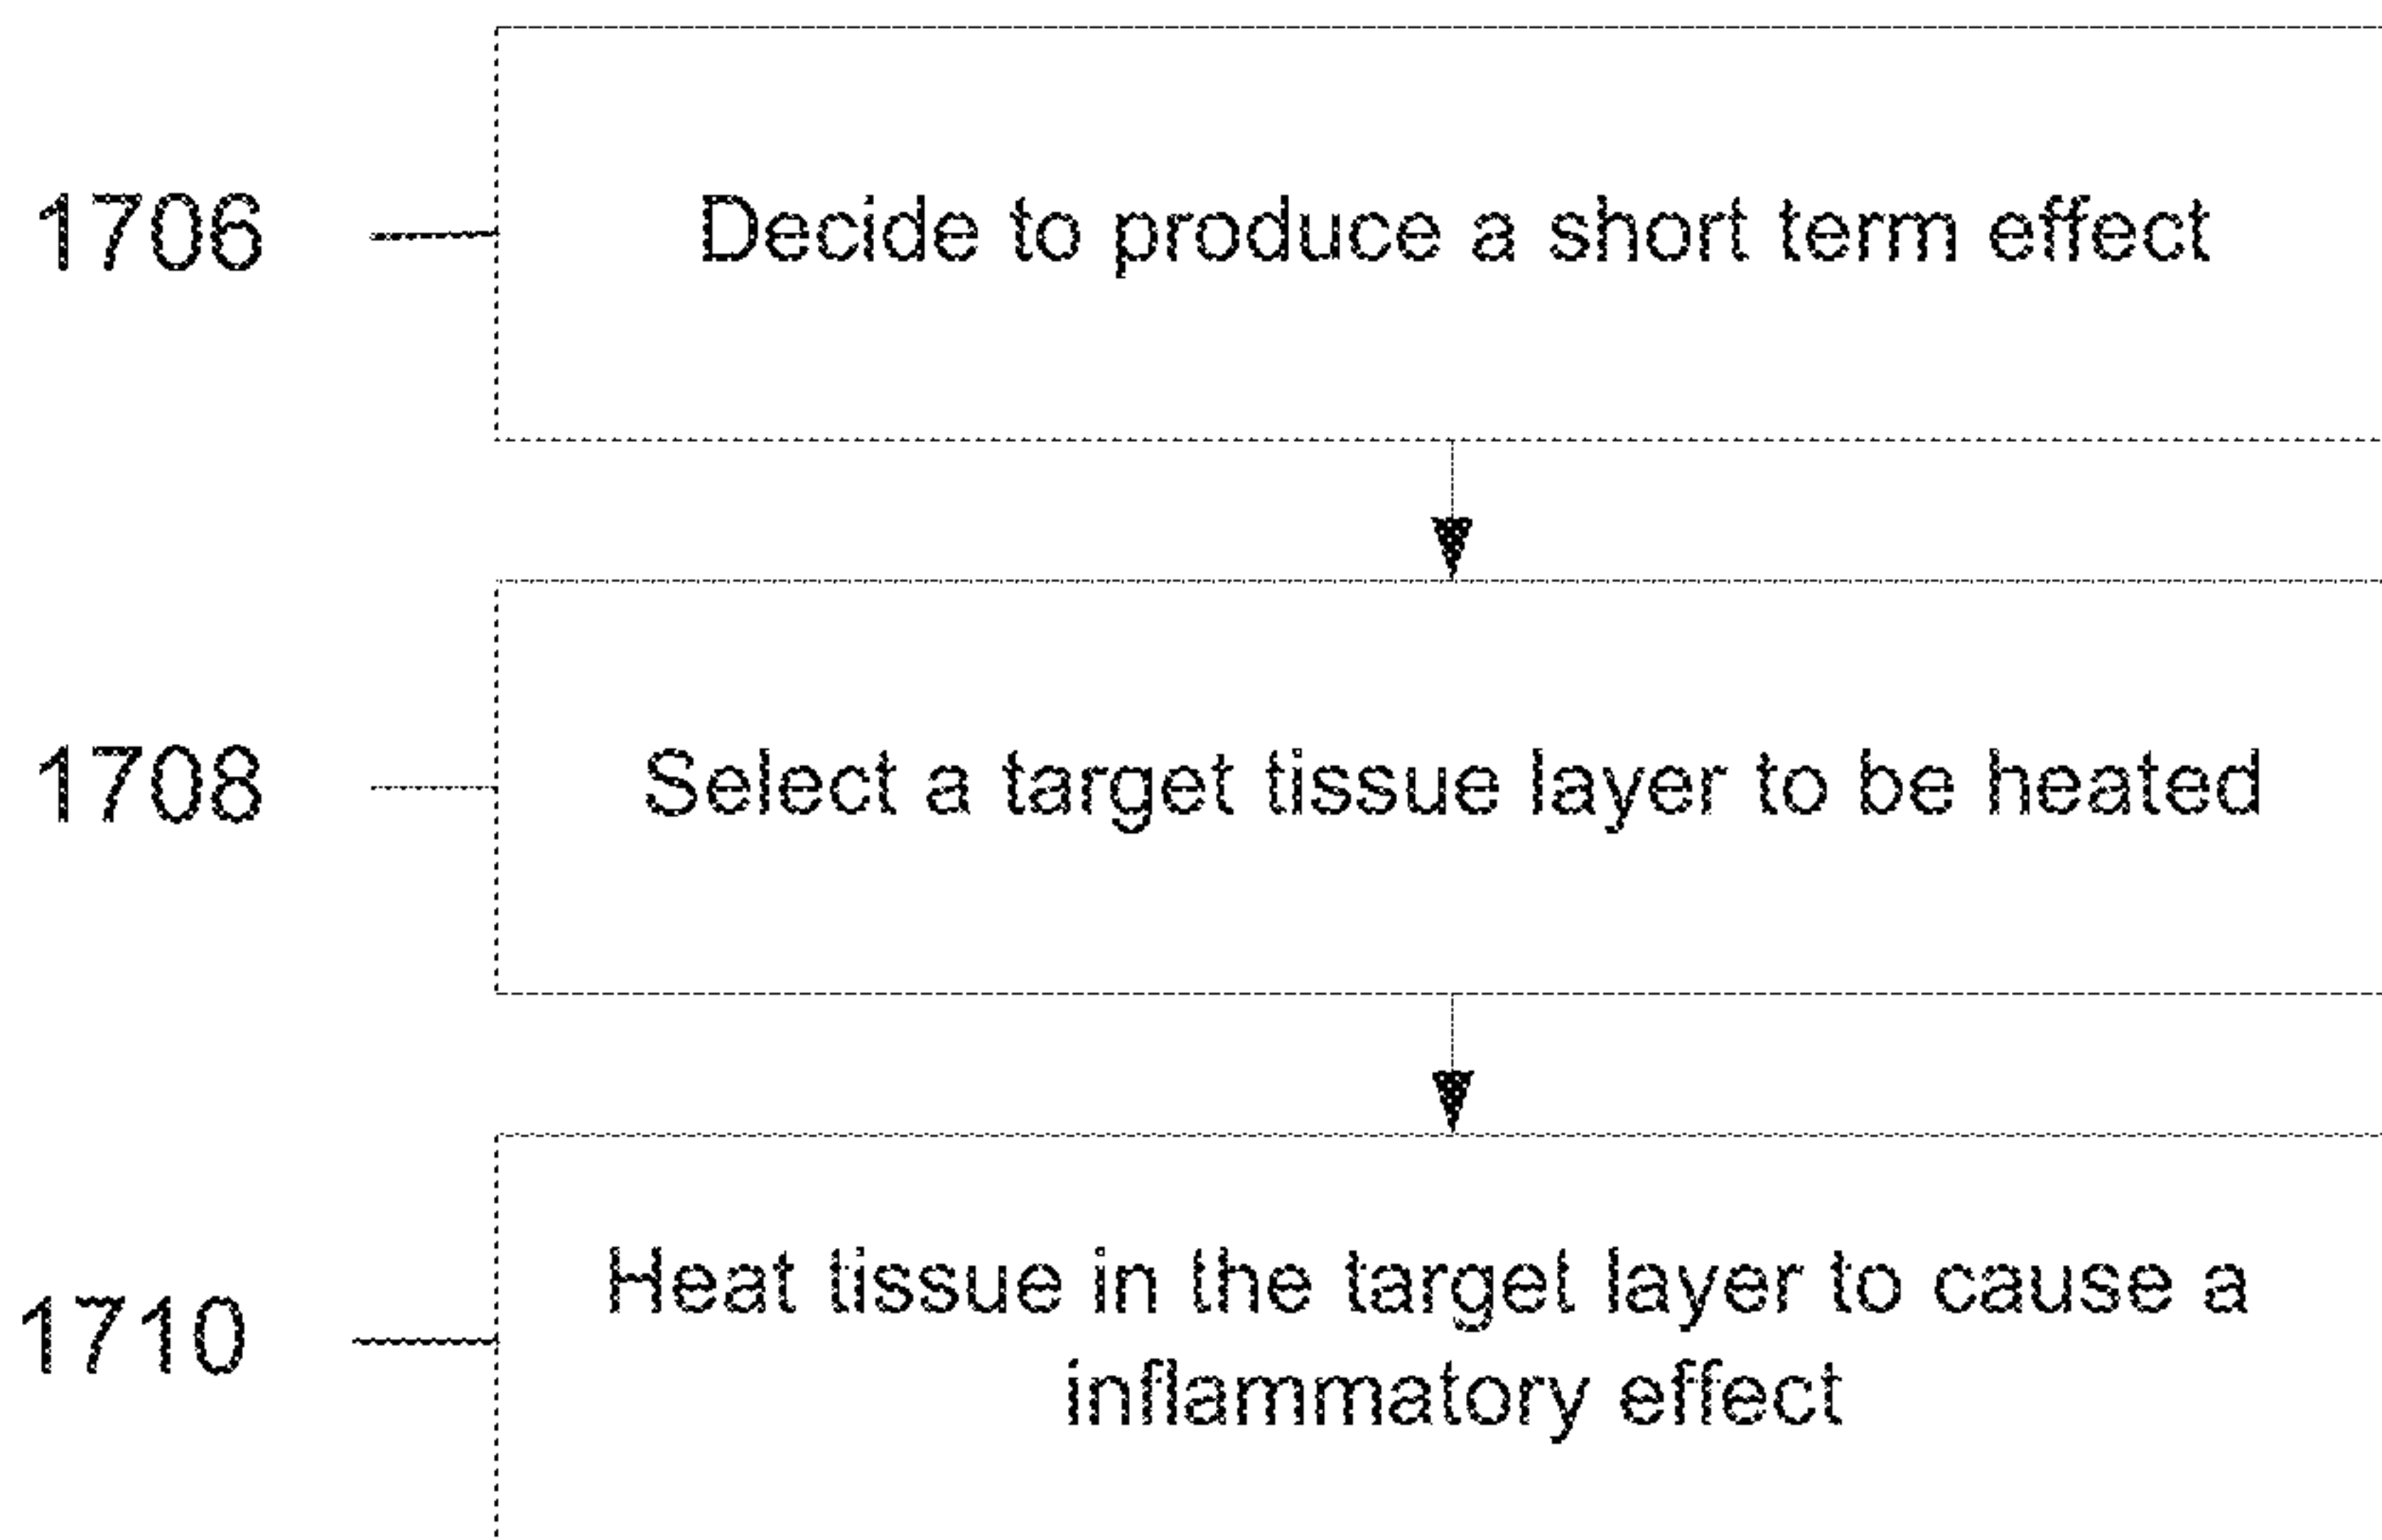 1706
Decide to produce a short term effect
1708
Select a target tissue layer to be heated
1710
Heat tissue in the target layer to cause a
inflammatory effect